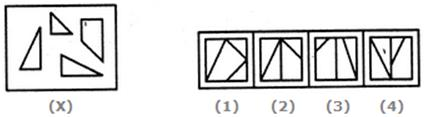 (X) (1) (2) (3) (4)